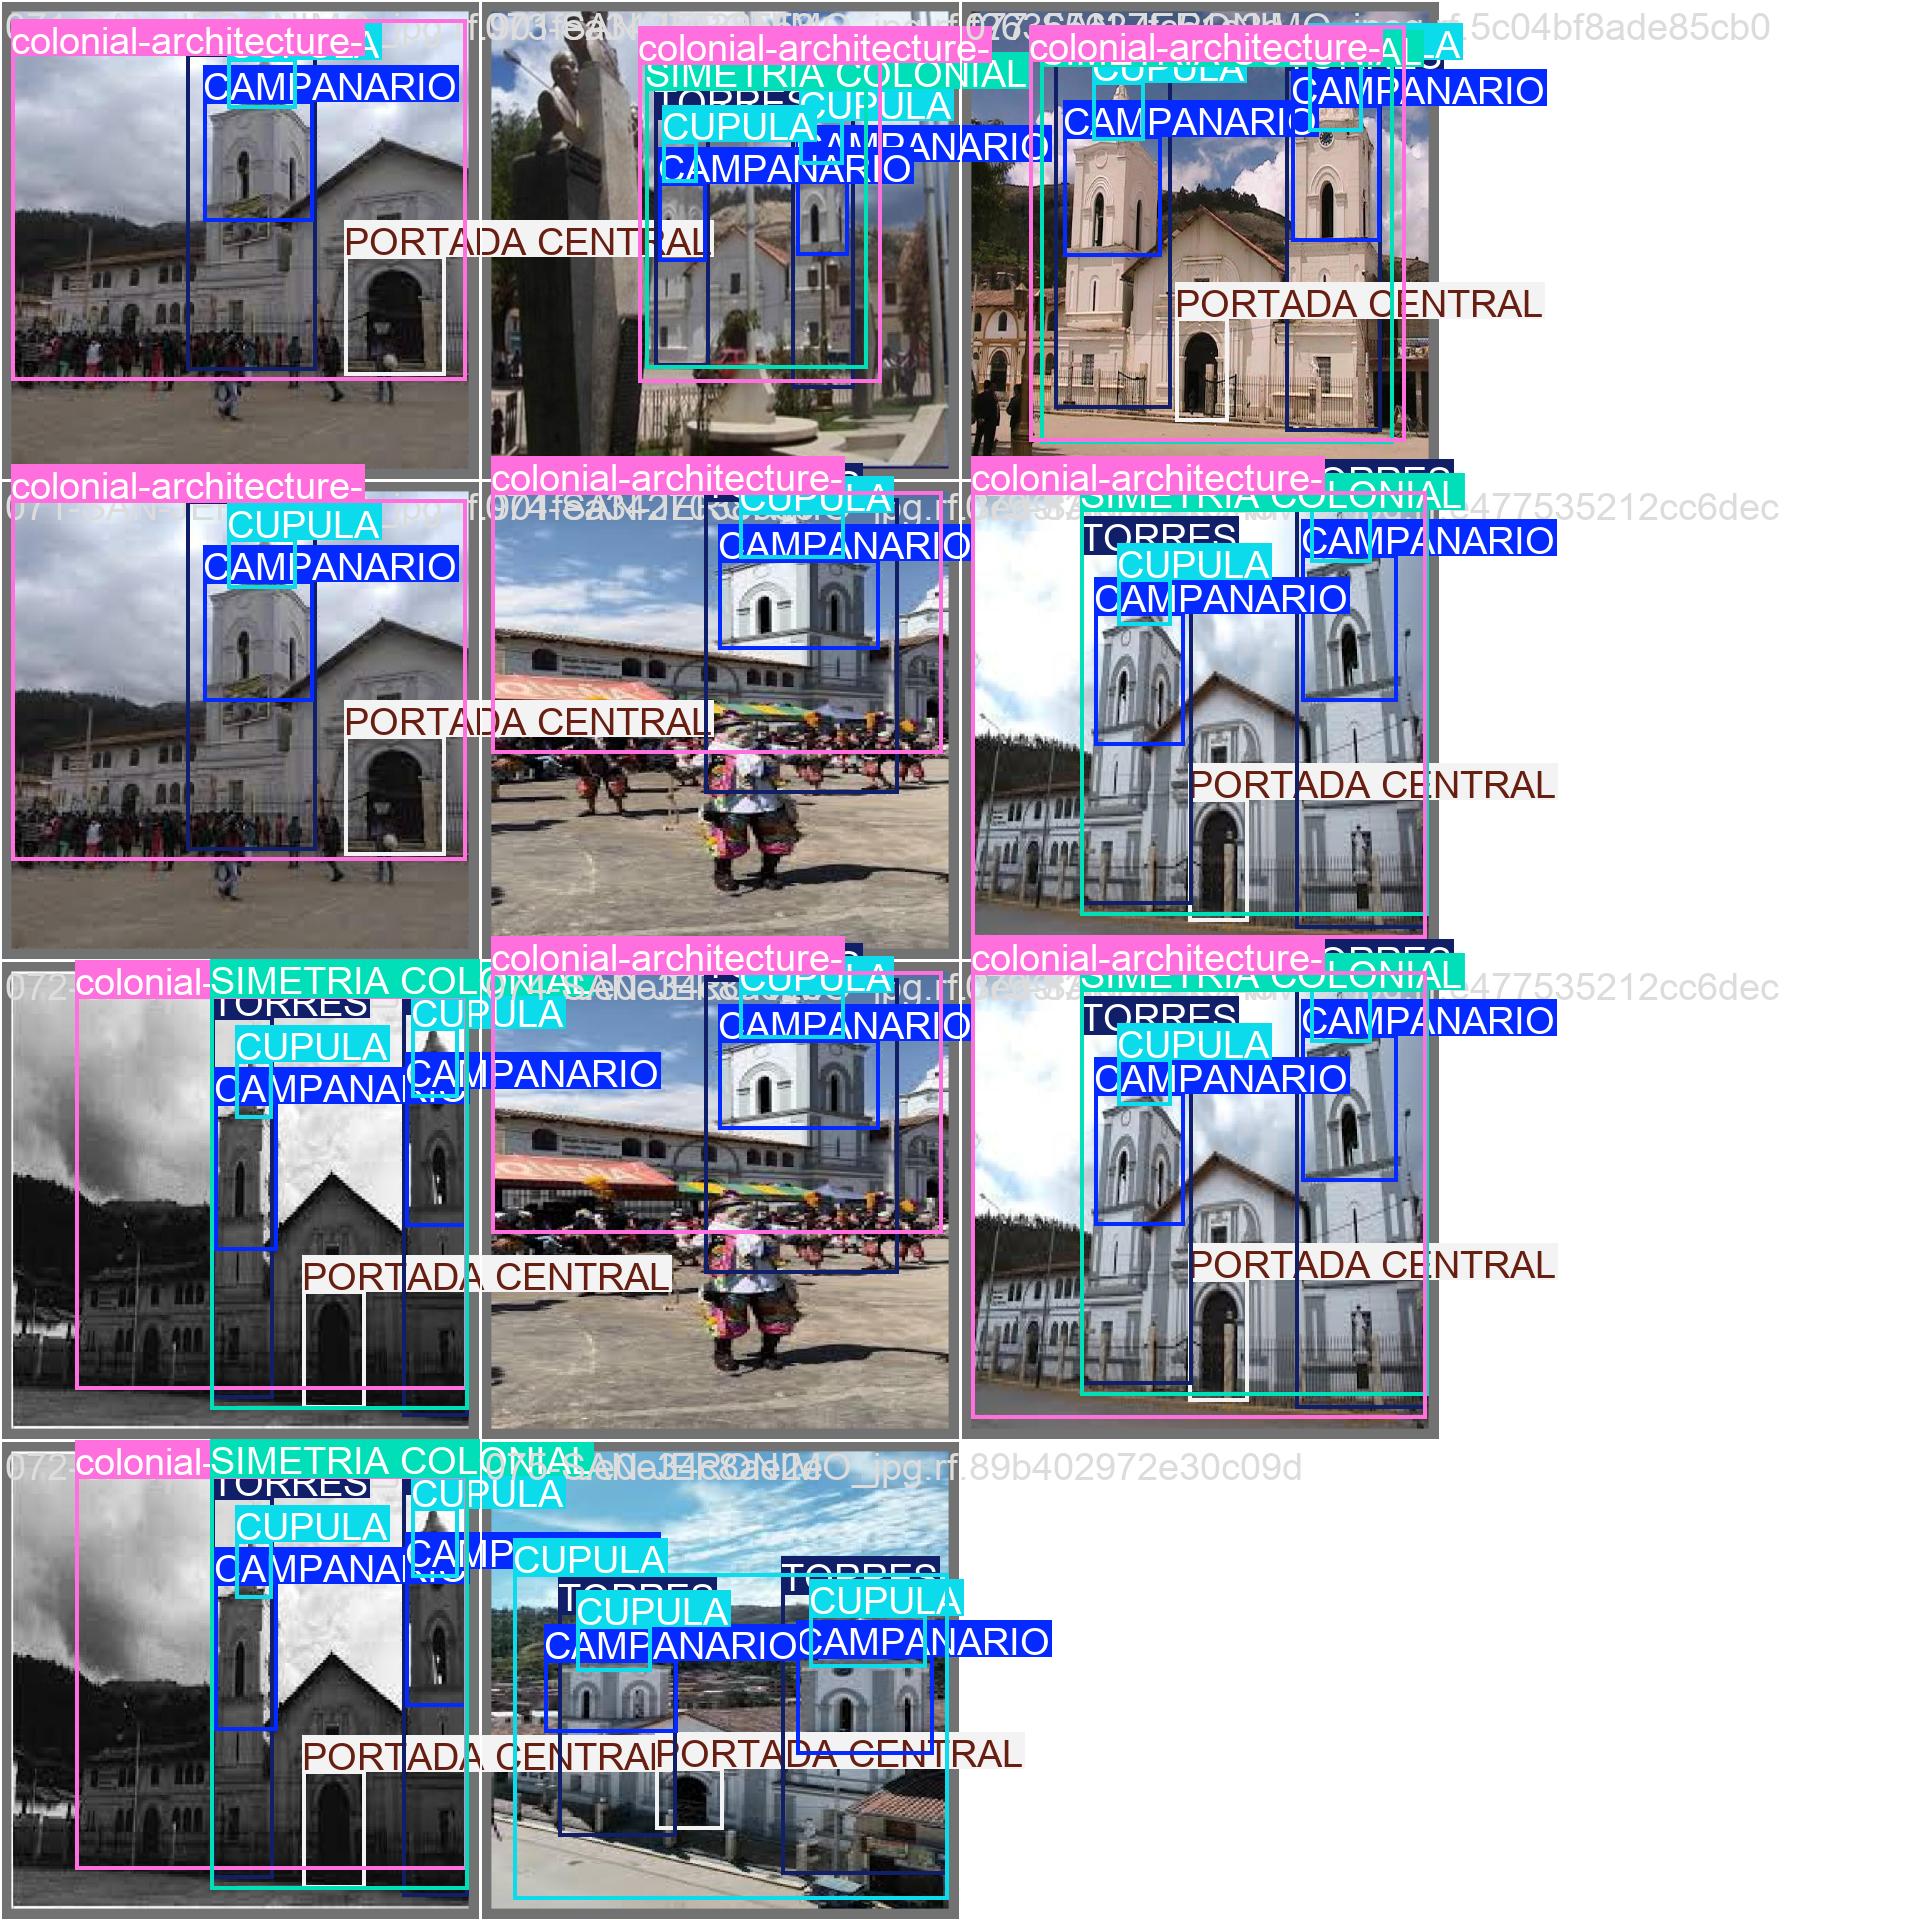 colonial-architecture-
CAMPANARIO
PORTADA CENTRAL
colonial-architecture-
SIMETRIA COLONIAL
TORRES
CUPULA
CUPULA
CAMPANARIO
CAMPANARIO
colonial-architecture-
CUPULA
CAMPANARIO
CAMPANARIO
PORTADA CENTRAL
5c04bf8ade85cb0
colonial-architecture-
CUPULA
CAMPANARIO
PORTADA CENTRAL
colonial-architecture-
CUPULA
CAMPANARIO
colonial-architecture-
SIMETRIA COLONIAL
TORRES
CUPULA
CAMPANARIO
CAMPANARIO
PORTADA CENTRAL
e477535212cc6dec
colonial-
SIMETRIA COLONIAL
TORRES
CUPULA
CUPULA
CAMPANARIO
CAMPANARIO
PORTADA CENTRAL
colonial-architecture-
CUPULA
CAMPANARIO
colonial-architecture-
SIMETRIA COLONIAL
TORRES
CUPULA
CAMPANARIO
CAMPANARIO
PORTADA CENTRAL
e477535212cc6dec
colonial-
SIMETRIA COLONIAL
TORRES
CUPULA
CUPULA
CAMPANARIO
PORTADA CENTRAL
_jpg.rf.89b402972e30c09d
CUPULA
TORRES
TORRES
CUPULA
CUPULA
CAMPANARIO
CAMPANARIO
PORTADA CENTRAL